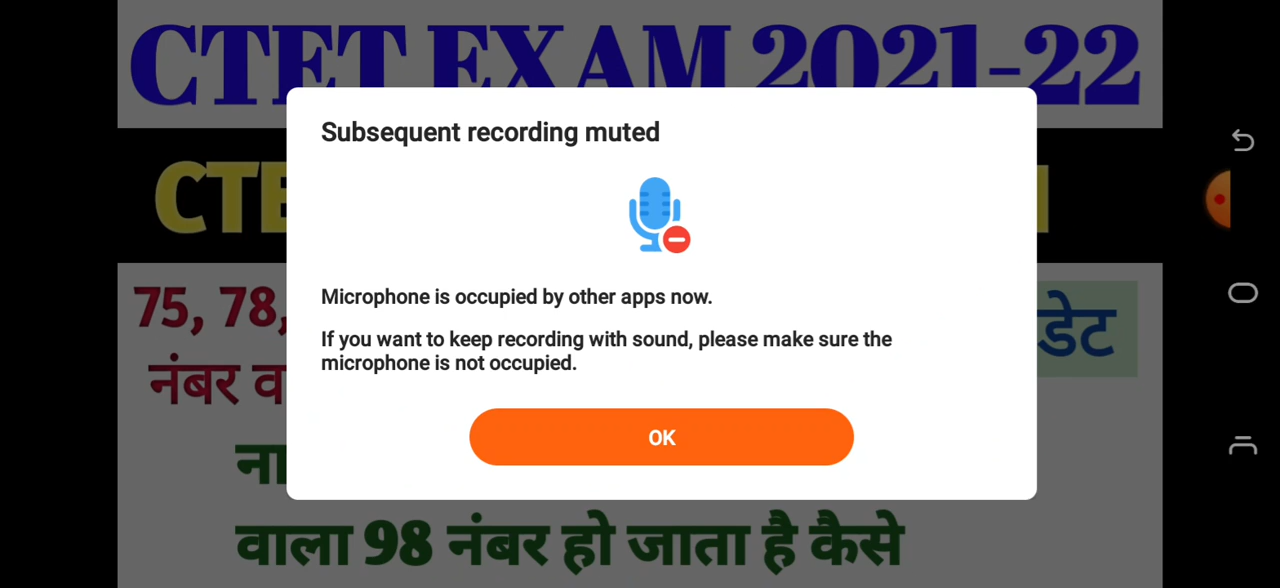 CTET EXAM 2021-22
Subsequent recording muted
Microphone is occupied by other apps now.
If you want to keep recording with sound, please make sure the
microphone is not occupied.
OK
75, 78,
डेट
नंबर
वाला 98 नंबर हो जाता है कैसे